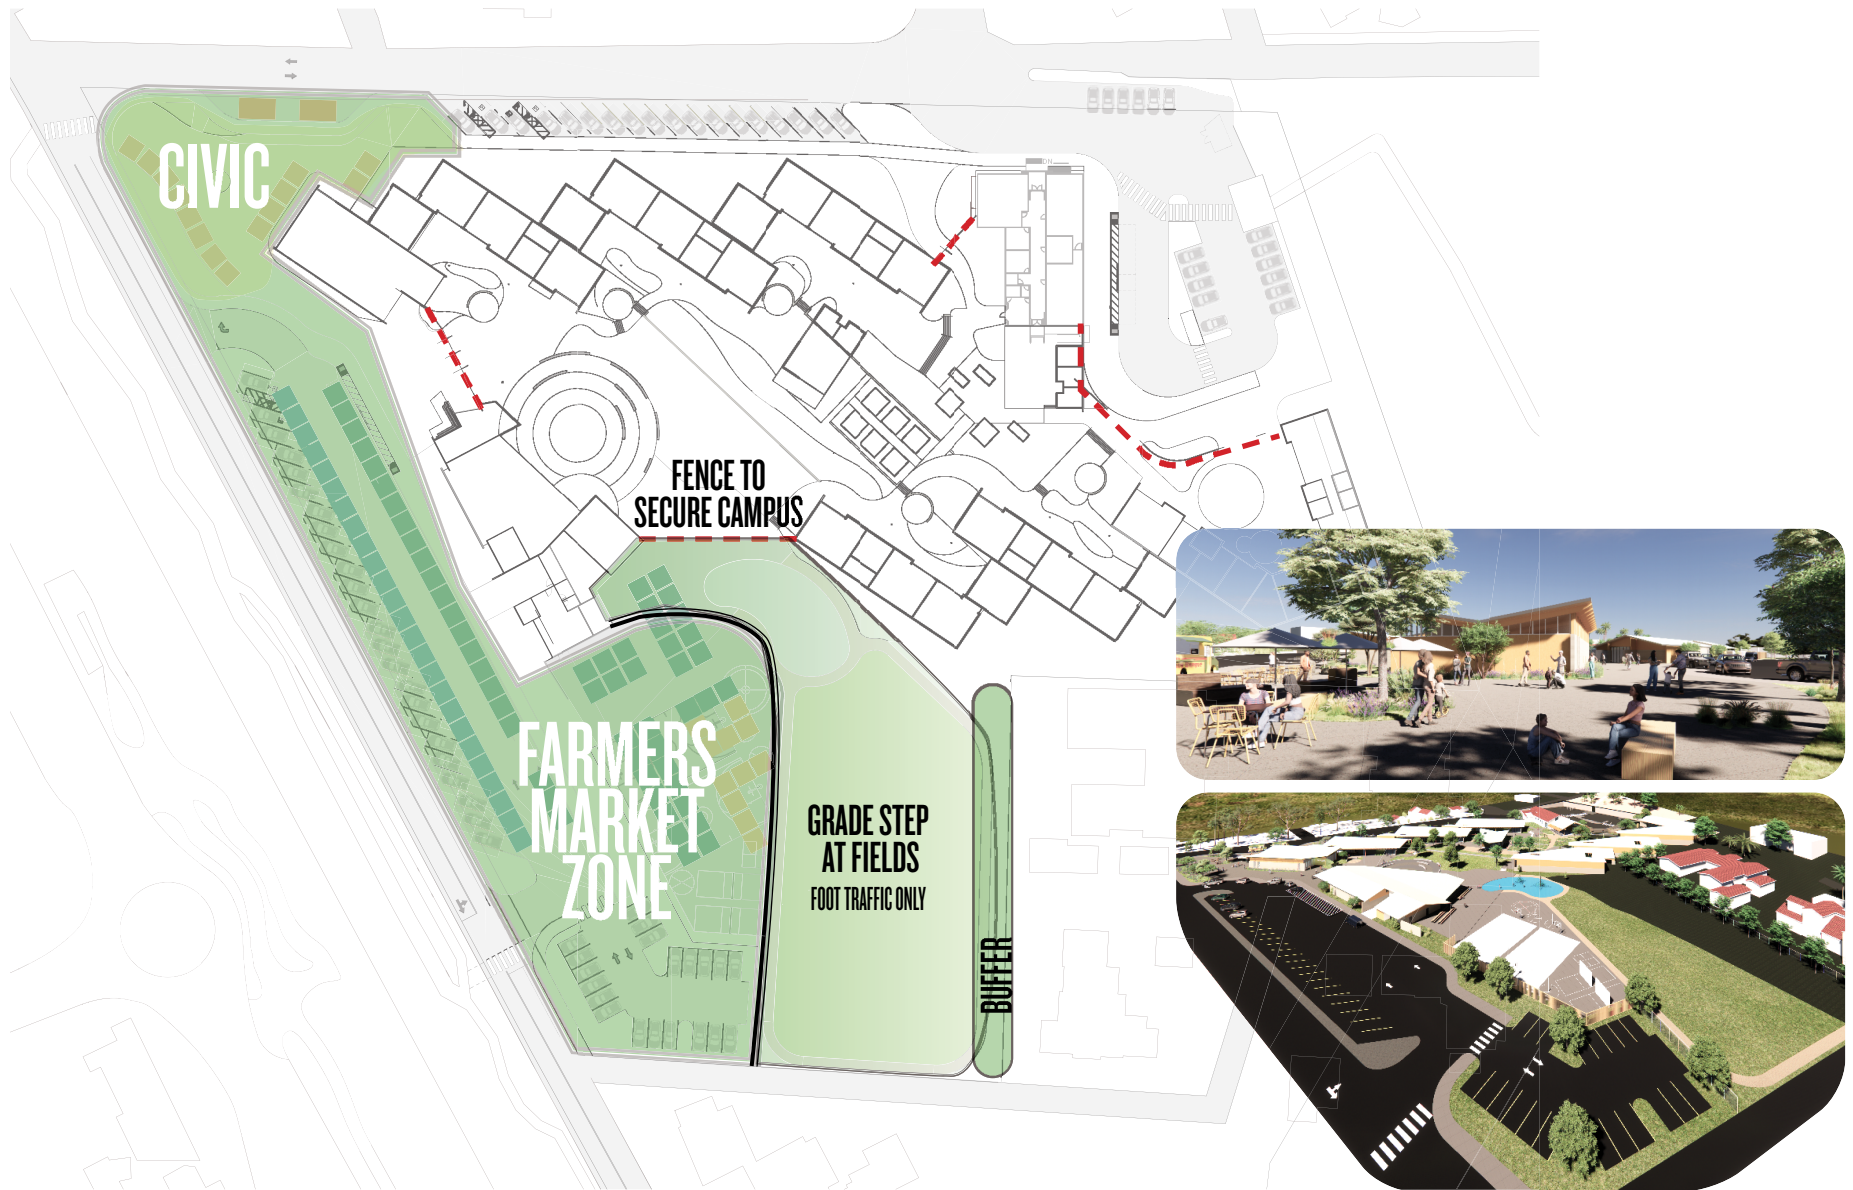 CIVIC
FENCE TO
SECURE CAMPUS
FARMERS
MARKET
ZONE
GRADE STEP
AT FIELDS
FOOT TRAFFIC ONLY
BUFFER